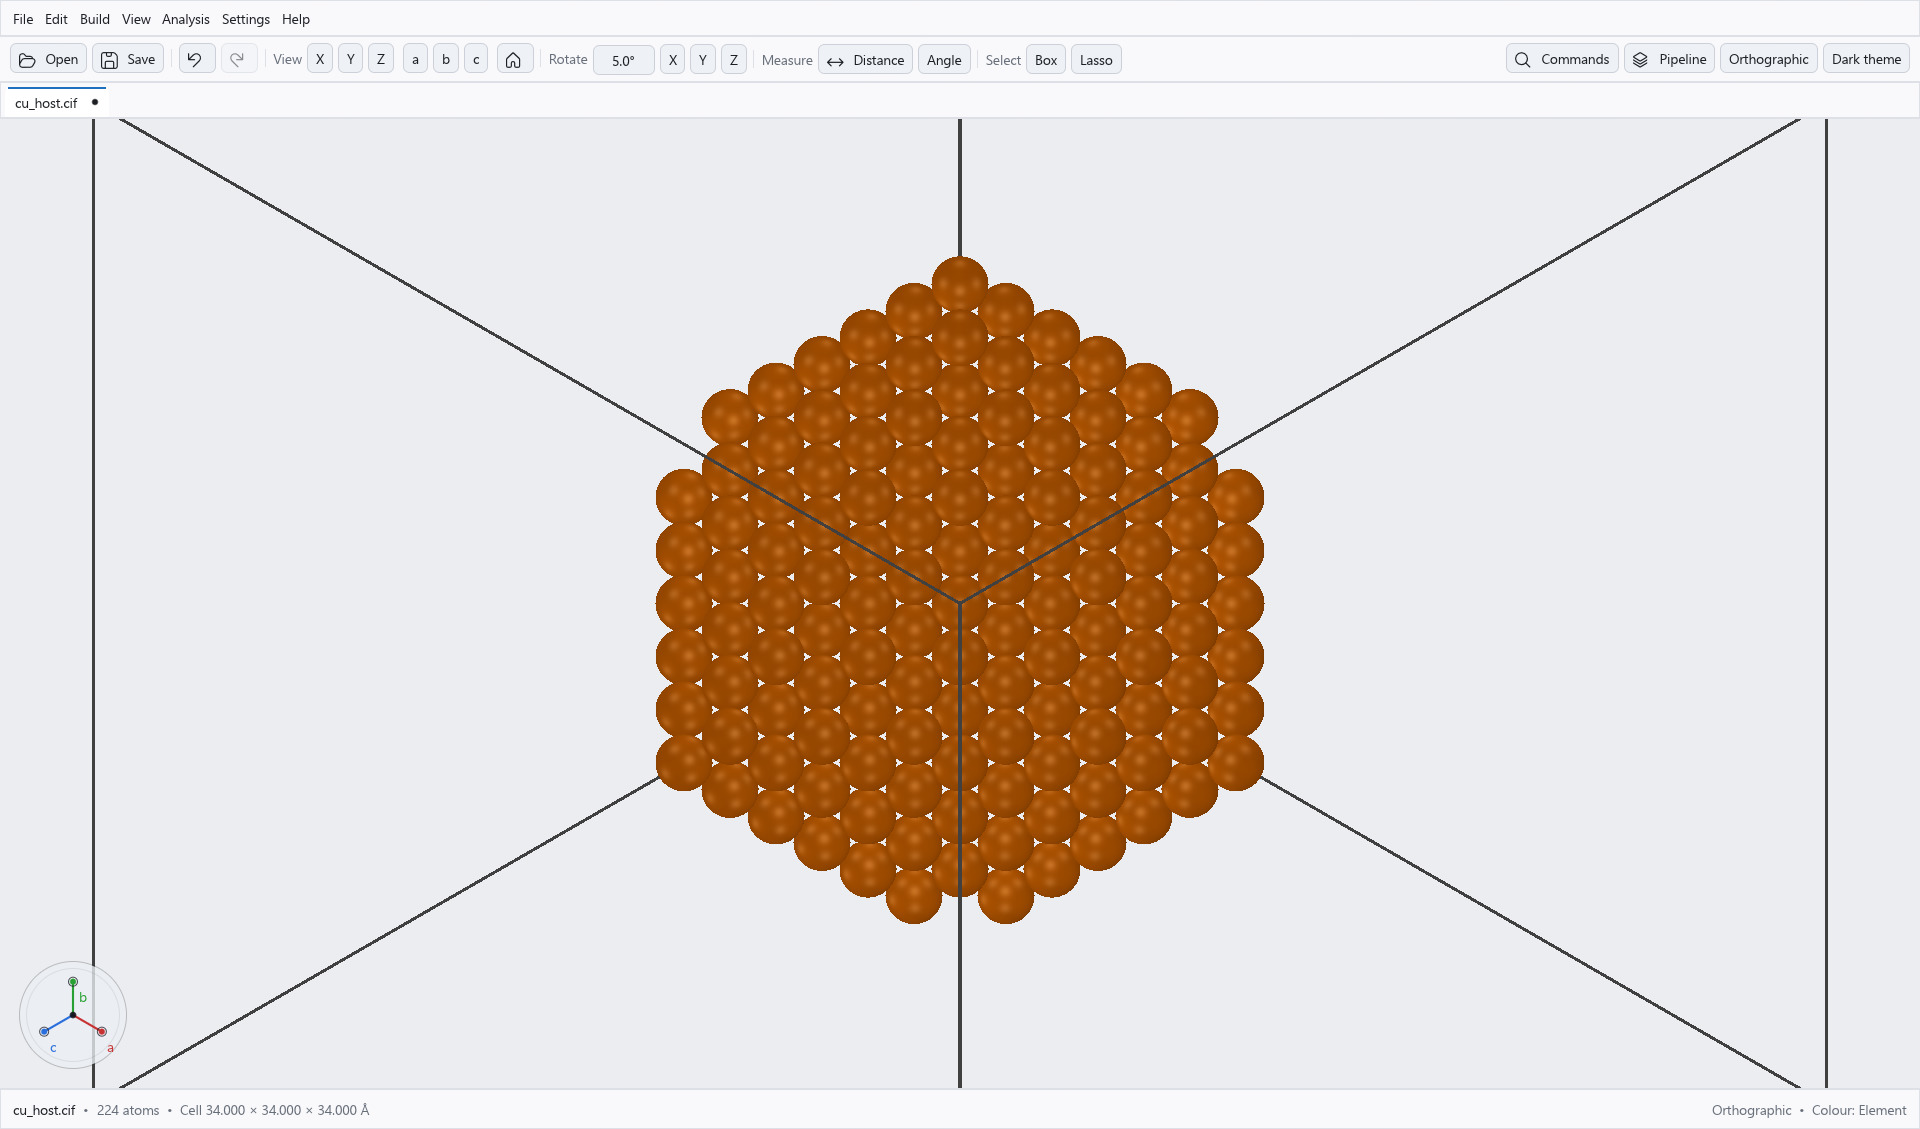 File Edit Build View Analysis Settings Help
Open Save View X Y Z a b c Rotate 5.0° X Y Z Measure Distance Angle Select Box Lasso Commands Pipeline Orthographic Dark theme
cu_host.cif •
b
c a
cu_host.cif • 224 atoms • Cell 34.000 × 34.000 × 34.000 Å Orthographic • Colour: Element